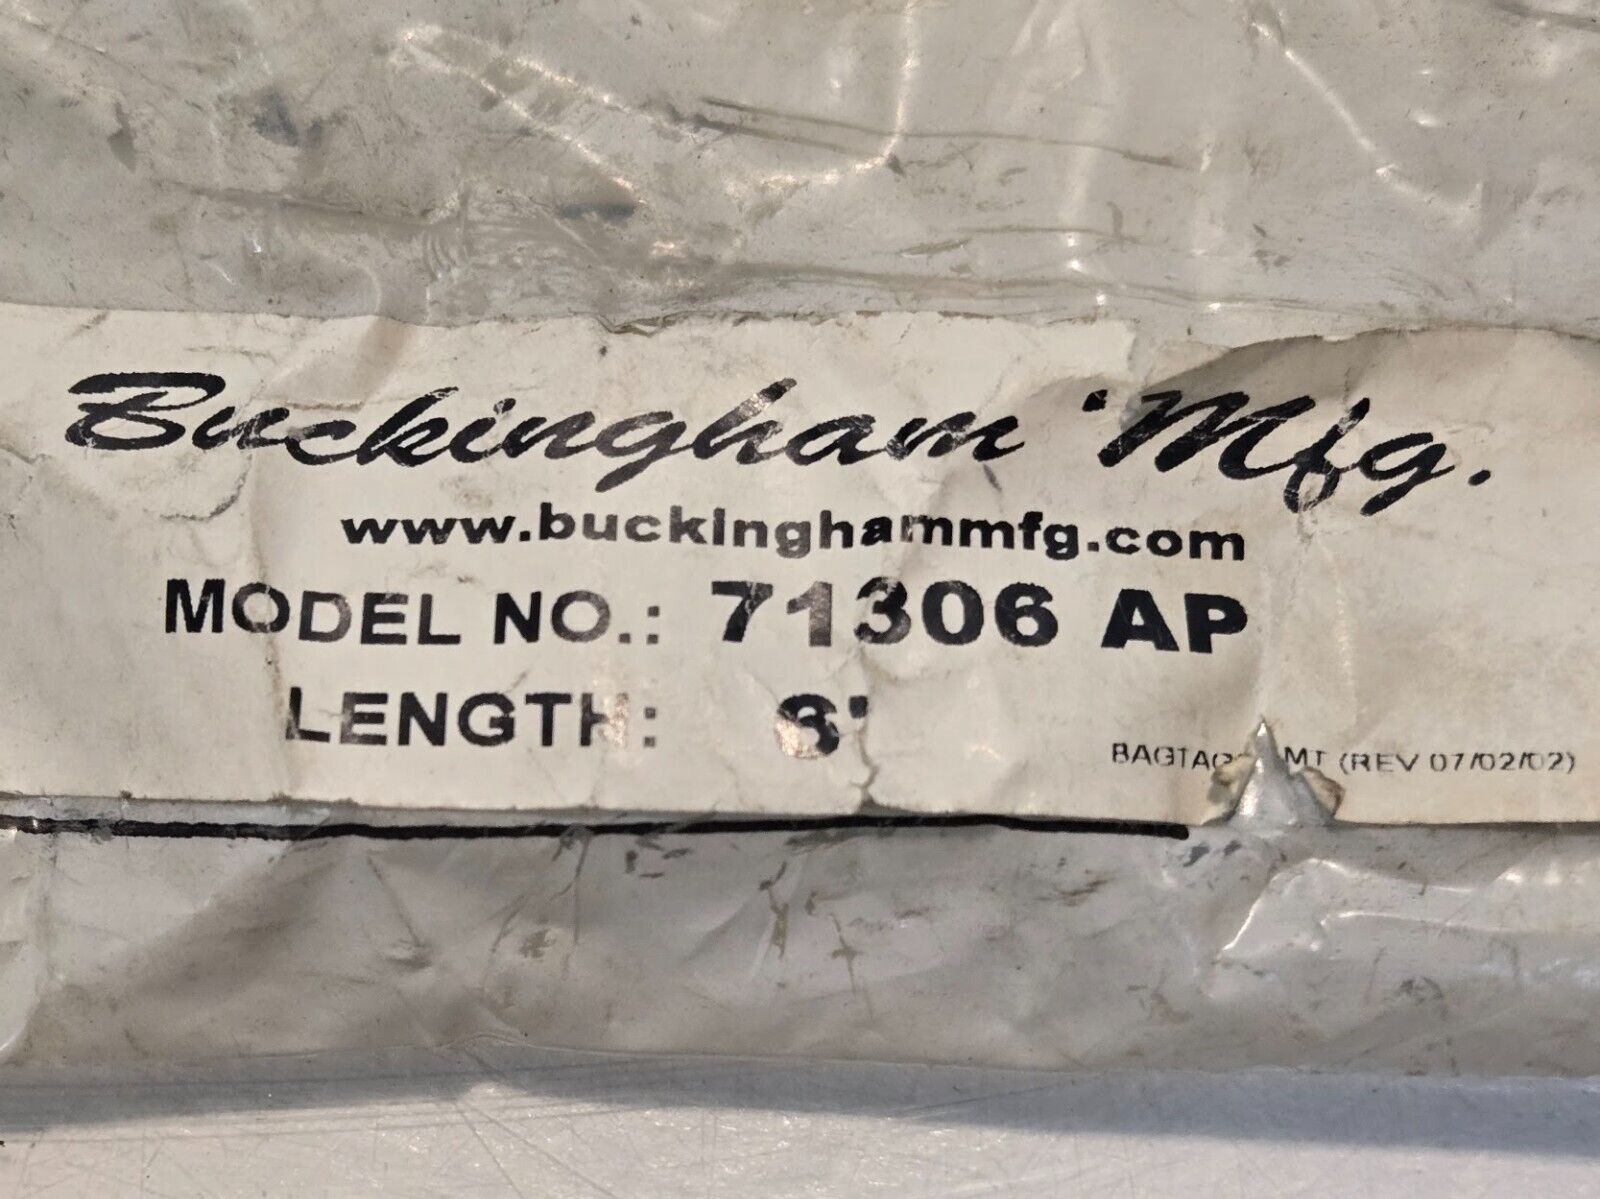 Buckingham Mfg.
www.buckinghammfg.com
MODEL NO.: 71306 AP
LENGTH:
(REV 07/02/02)